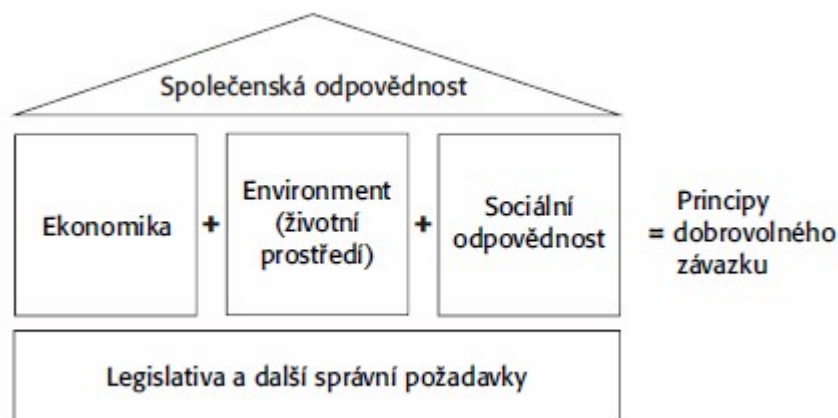 Společenská odpovědnost
Ekonomika
+
Environment
(životní
prostředí)
+
Sociální
odpovědnost
Principy
= dobrovolného
závazku
Legislativa a další správní požadavky